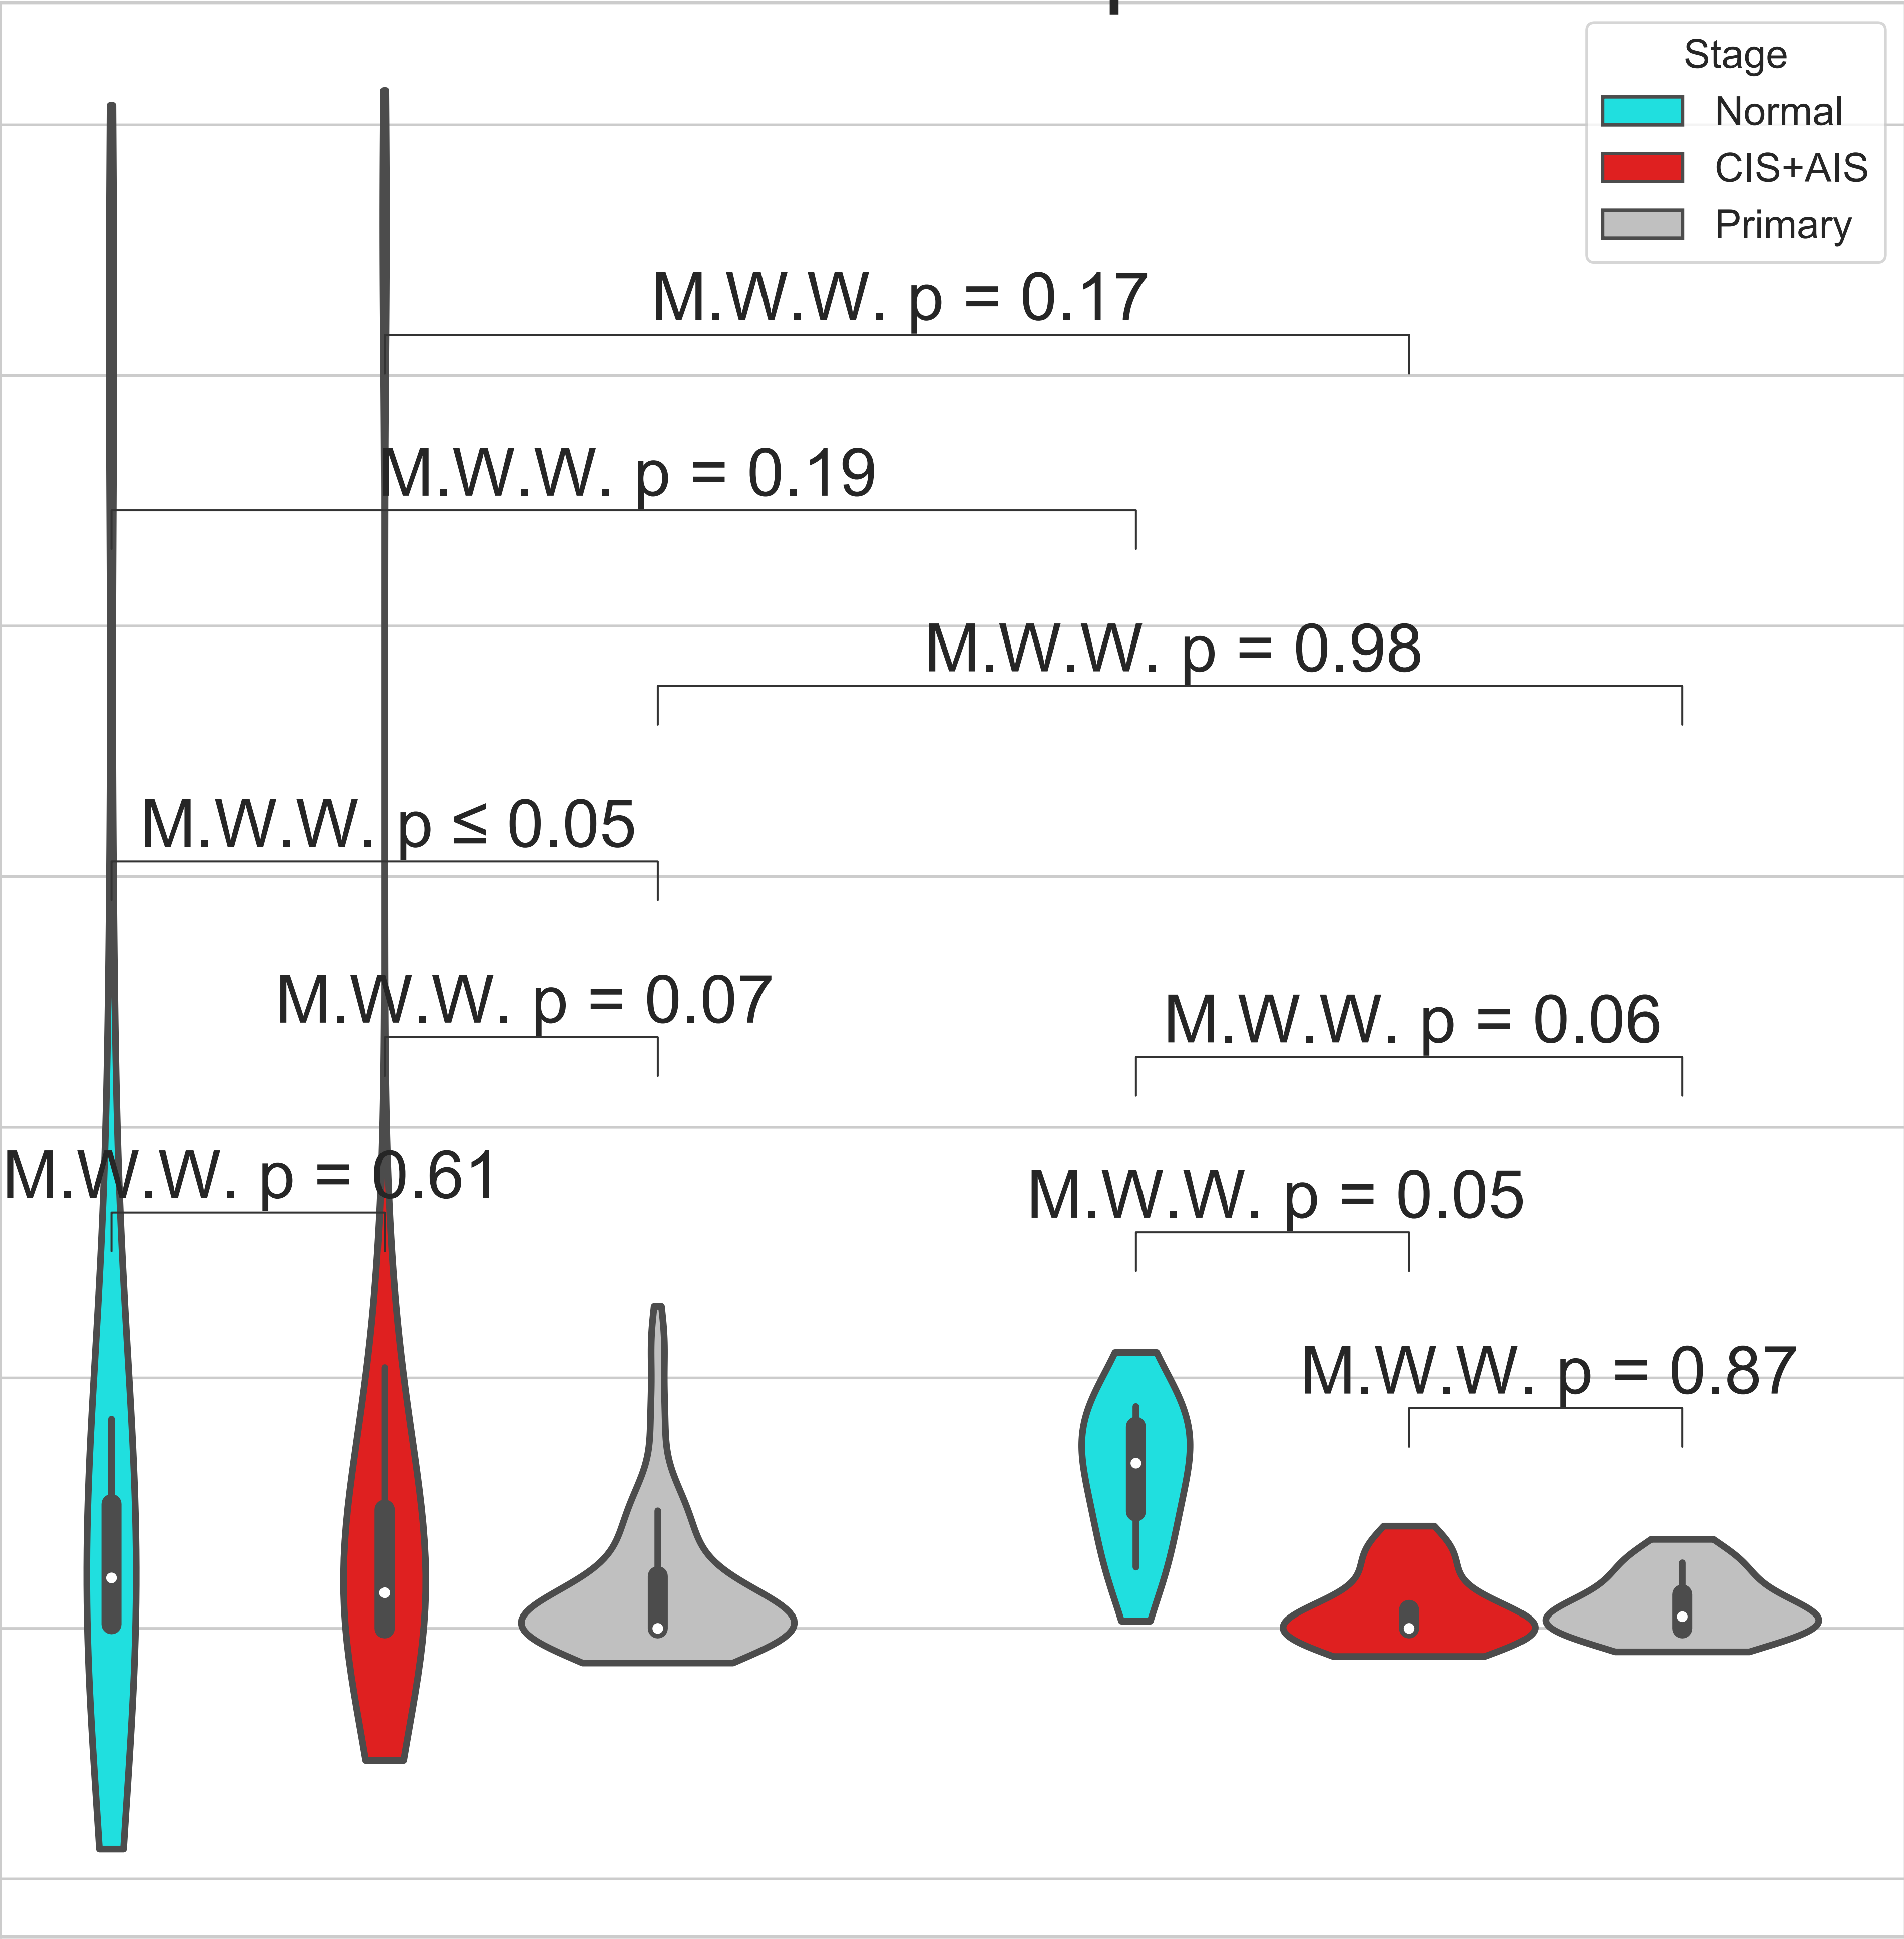 Stage
Normal
CIS+AIS
Primary
M.W.W. p = 0.17
M.W.W. p = 0.19
M.W.W. p = 0.98
M.W.W. p ≤ 0.05
M.W.W. p = 0.07
M.W.W. p = 0.06
M.W.W. p = 0.61
M.W.W. p = 0.05
M.W.W. p = 0.87